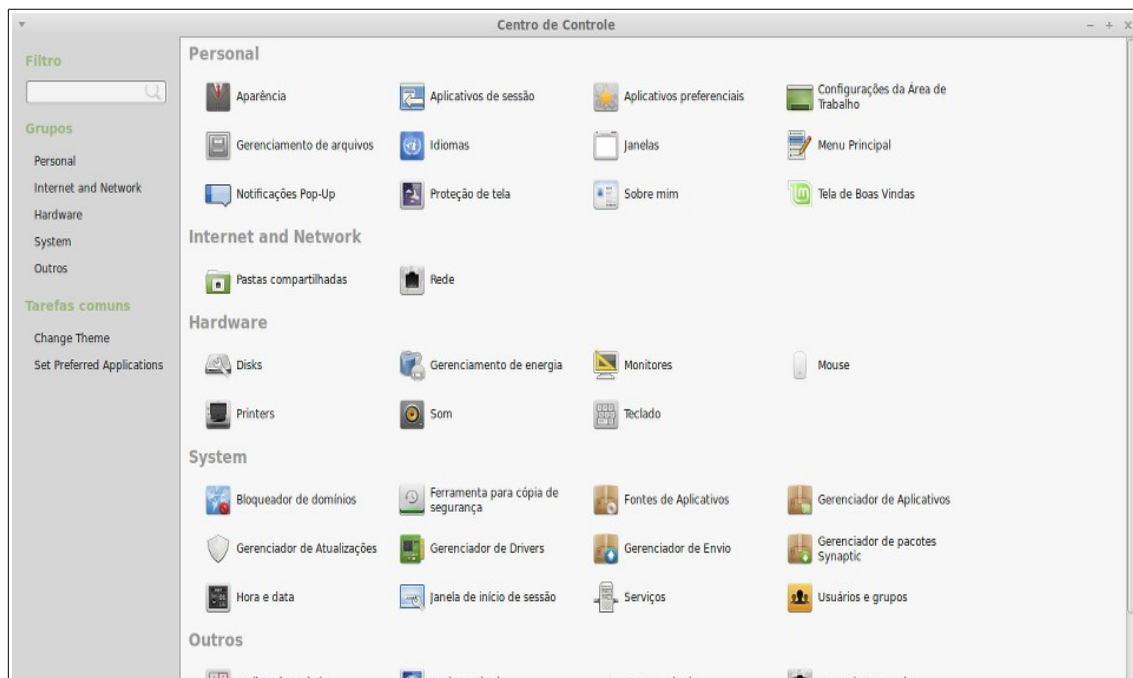 Centro de Controle
Filtro
Grupos
Personal
Internet and Network
Hardware
System
Outros
Tarefas comuns
Change Theme
Set Preferred Applications
Personal
Aparência
Aplicativos de sessão
Aplicativos preferenciais
Configurações da Área de
Trabalho
Gerenciamento de arquivos
Idiomas
Janelas
Menu Principal
Notificações Pop-Up
Proteção de tela
Sobre mim
Tela de Boas Vindas
Internet and Network
Pastas compartilhadas
Rede
Hardware
Disks
Gerenciamento de energia
Monitores
Mouse
Printers
Som
Teclado
System
Bloqueador de domínios
Ferramenta para cópia de
segurança
Fontes de Aplicativos
Gerenciador de Aplicativos
Gerenciador de Atualizações
Gerenciador de Drivers
Gerenciador de Envio
Gerenciador de pacotes
Synaptic
Hora e data
Janela de início de sessão
Serviços
Usuários e grupos
Outros